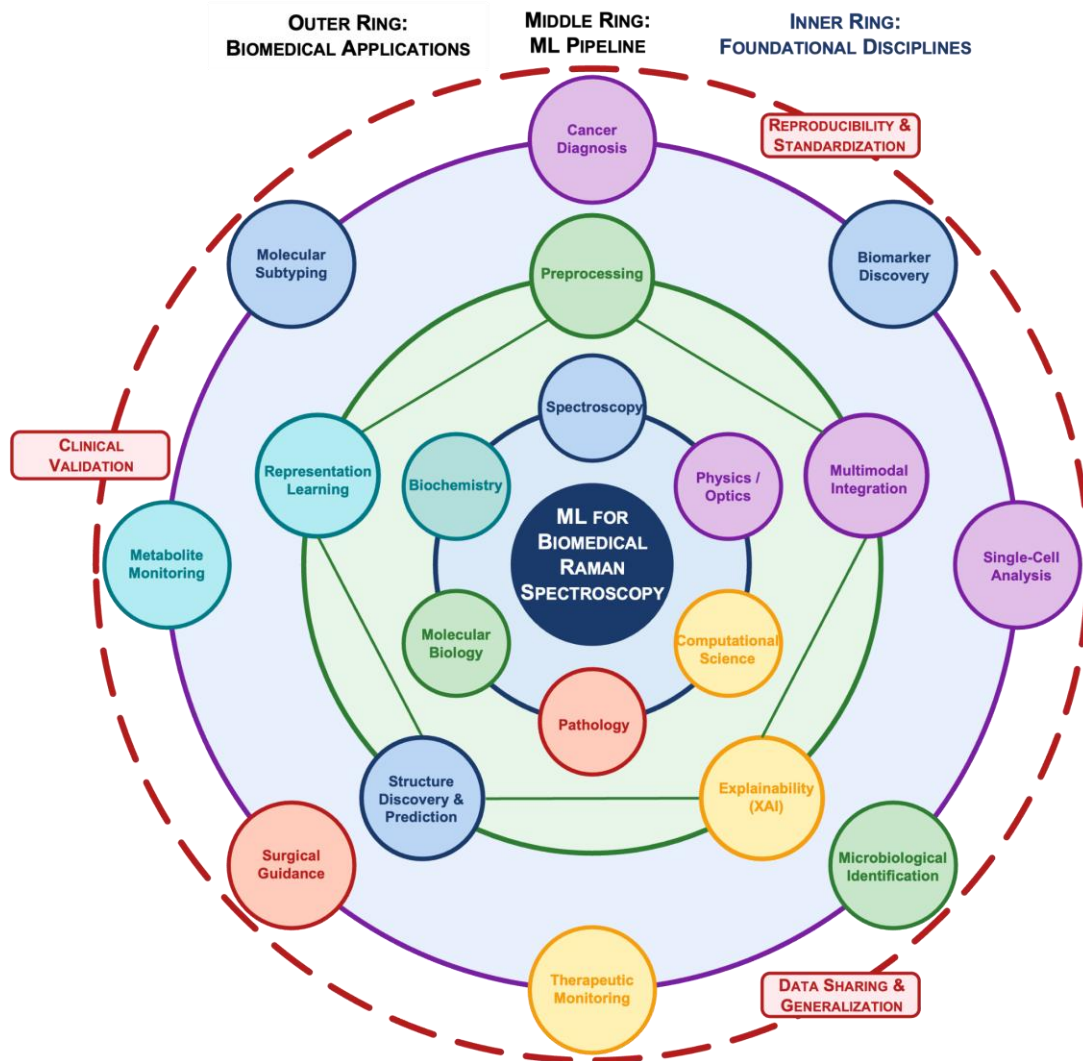 OUTER RING:
BIOMEDICAL APPLICATIONS
MIDDLE RING:
ML PIPELINE
INNER RING:
FOUNDATIONAL DISCIPLINES
REPRODUCIBILITY &
STANDARDIZATION
Cancer
Diagnosis
Molecular
Subtyping
Biomarker
Discovery
Preprocessing
Spectroscopy
CLINICAL
VALIDATION
Representation
Learning
Biochemistry
Physics /
Optics
Multimodal
Integration
ML FOR
BIOMEDICAL
RAMAN
SPECTROSCOPY
Metabolite
Monitoring
Single-Cell
Analysis
Molecular
Biology
Computational
Science
Pathology
Structure
Discovery &
Prediction
Explainability
(XAI)
Surgical
Guidance
Microbiological
Identification
Therapeutic
Monitoring
DATA SHARING &
GENERALIZATION